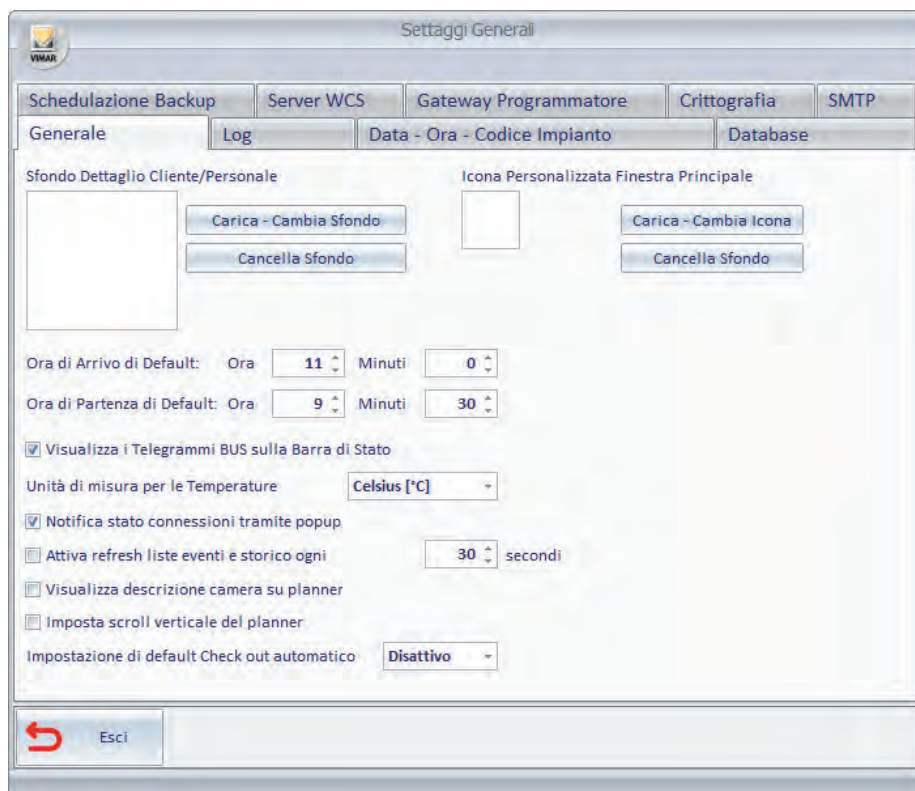 Settaggi Generali
VIMAR
Schedulazione Backup Server WCS Gateway Programmatore Crittografia SMTP
Generale Log Data - Ora - Codice Impianto Database
Sfondo Dettaglio Cliente/Personale Icona Personalizzata Finestra Principale
Carica - Cambia Sfondo Carica - Cambia Icona
Cancella Sfondo Cancella Sfondo
Ora di Arrivo di Default: Ora 11 Minuti 0
Ora di Partenza di Default: Ora 9 Minuti 30
Visualizza i Telegrammi BUS sulla Barra di Stato
Unità di misura per le Temperature Celsius [°C]
Notifica stato connessioni tramite popup
Attiva refresh liste eventi e storico ogni 30 secondi
Visualizza descrizione camera su planner
Imposta scroll verticale del planner
Impostazione di default Check out automatico Disattivo
Esci